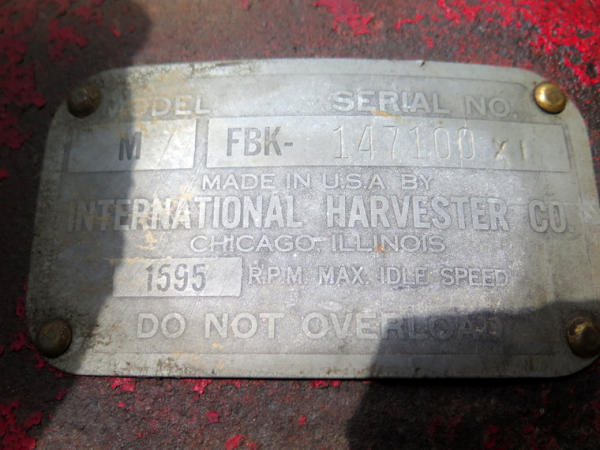 MODEL SERIAL NO.
M FBK- 147100 X1
MADE IN U.S.A. BY
INTERNATIONAL HARVESTER CO.
CHICAGO, ILLINOIS
1595 R.P.M. MAX. IDLE SPEED
DO NOT OVERLOAD